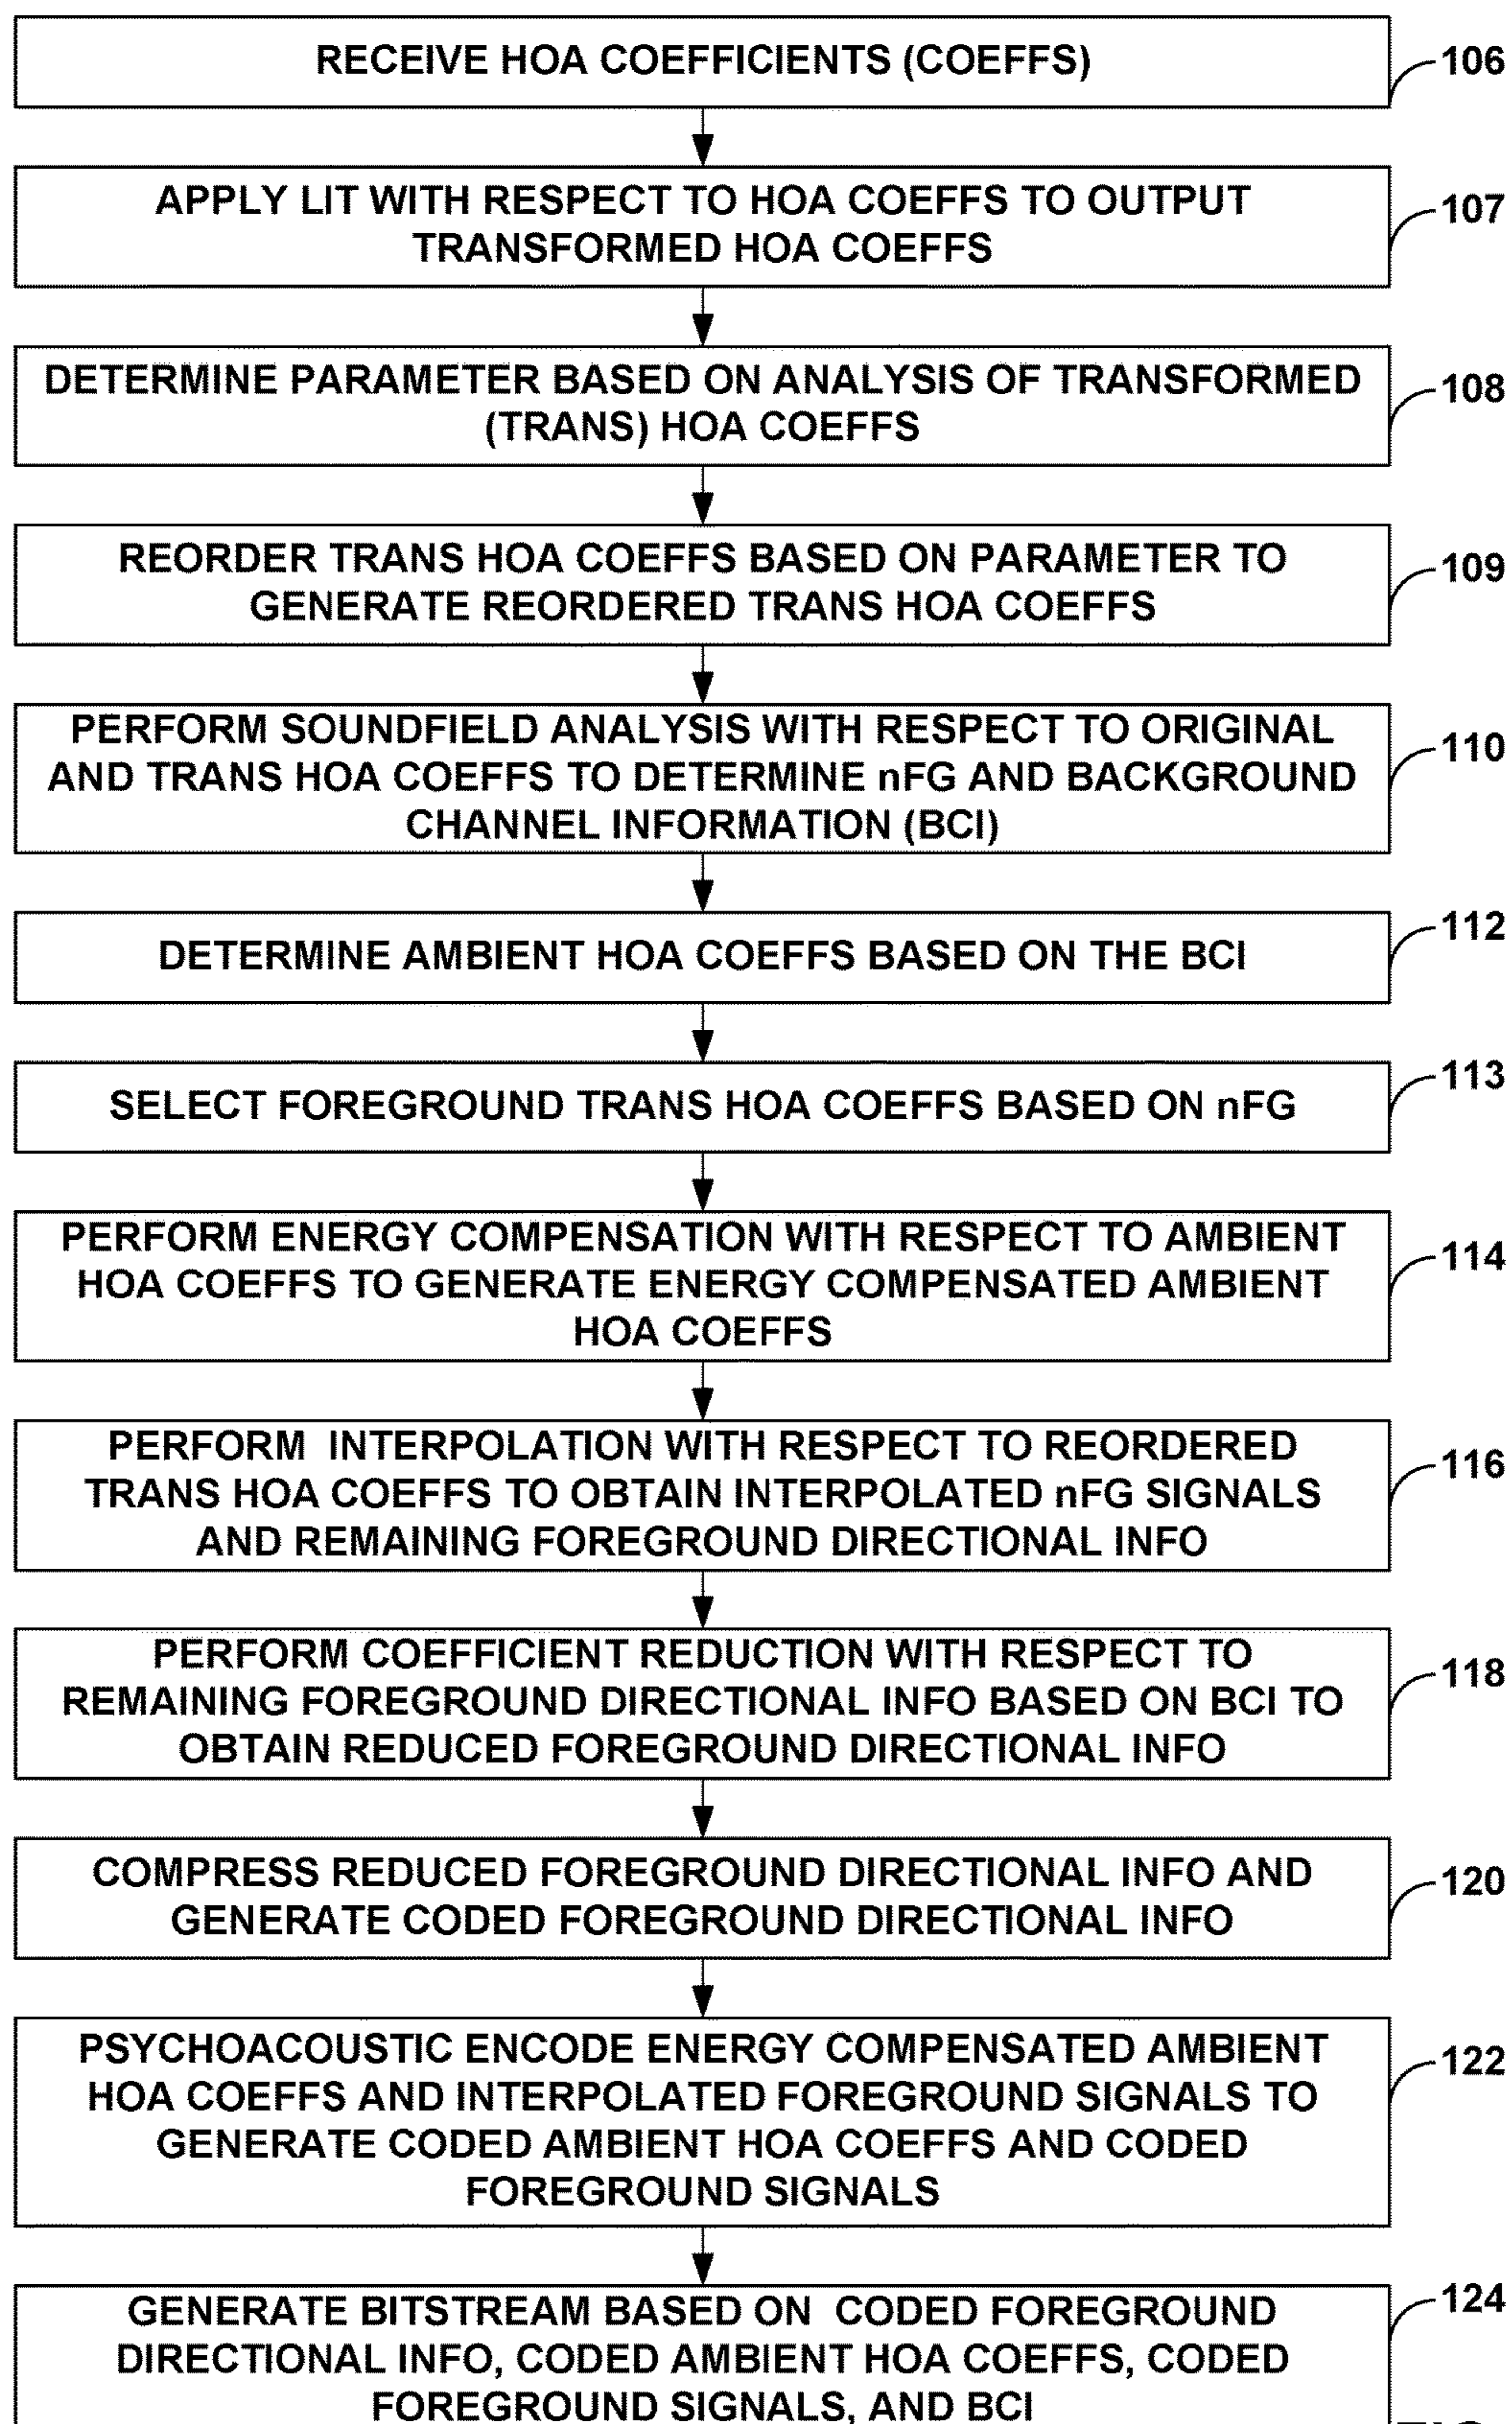 RECEIVE HOA COEFFICIENTS (COEFFS)
106
APPLY LIT WITH RESPECT TO HOA COEFFS TO OUTPUT
TRANSFORMED HOA COEFFS
107
DETERMINE PARAMETER BASED ON ANALYSIS OF TRANSFORMED
(TRANS) HOA COEFFS
108
REORDER TRANS HOA COEFFS BASED ON PARAMETER TO
GENERATE REORDERED TRANS HOA COEFFS
109
PERFORM SOUNDFIELD ANALYSIS WITH RESPECT TO ORIGINAL
AND TRANS HOA COEFFS TO DETERMINE nFG AND BACKGROUND
CHANNEL INFORMATION (BCI)
110
DETERMINE AMBIENT HOA COEFFS BASED ON THE BCI
112
SELECT FOREGROUND TRANS HOA COEFFS BASED ON nFG
113
PERFORM ENERGY COMPENSATION WITH RESPECT TO AMBIENT
HOA COEFFS TO GENERATE ENERGY COMPENSATED AMBIENT
HOA COEFFS
114
PERFORM INTERPOLATION WITH RESPECT TO REORDERED
TRANS HOA COEFFS TO OBTAIN INTERPOLATED nFG SIGNALS
AND REMAINING FOREGROUND DIRECTIONAL INFO
116
PERFORM COEFFICIENT REDUCTION WITH RESPECT TO
REMAINING FOREGROUND DIRECTIONAL INFO BASED ON BCI TO
OBTAIN REDUCED FOREGROUND DIRECTIONAL INFO
118
COMPRESS REDUCED FOREGROUND DIRECTIONAL INFO AND
GENERATE CODED FOREGROUND DIRECTIONAL INFO
120
PSYCHOACOUSTIC ENCODE ENERGY COMPENSATED AMBIENT
HOA COEFFS AND INTERPOLATED FOREGROUND SIGNALS TO
GENERATE CODED AMBIENT HOA COEFFS AND CODED
FOREGROUND SIGNALS
122
GENERATE BITSTREAM BASED ON CODED FOREGROUND
DIRECTIONAL INFO, CODED AMBIENT HOA COEFFS, CODED
FOREGROUND SIGNALS, AND BCI
124